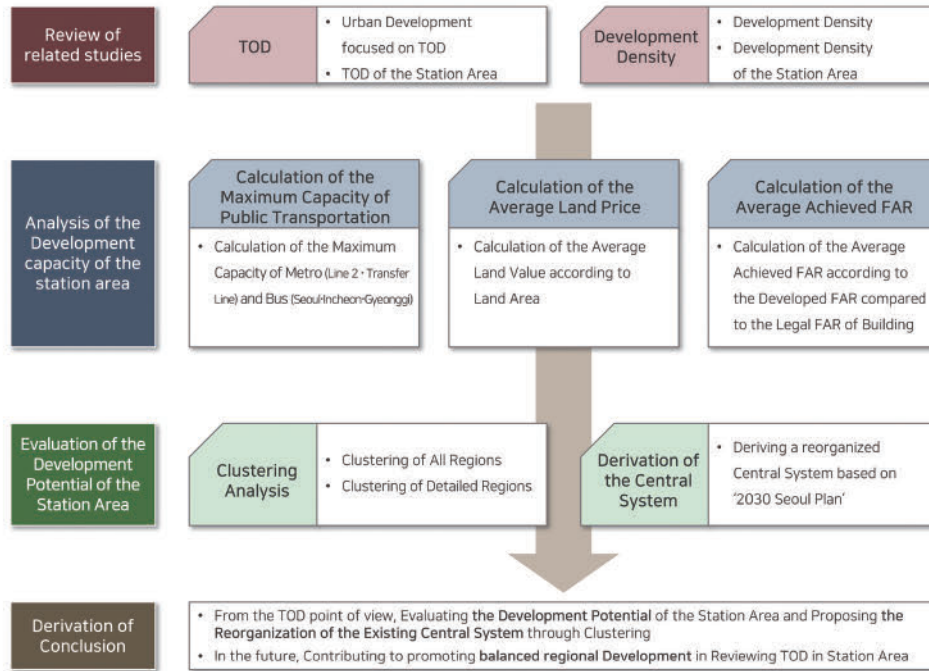 Review of
related studies
TOD
• Urban Development
focused on TOD
• TOD of the Station Area
Development
Density
• Development Density
• Development Density
of the Station Area
Analysis of the
Development
capacity of the
station area
Calculation of the
Maximum Capacity of
Public Transportation
• Calculation of the Maximum
Capacity of Metro (Line 2 · Transfer
Line) and Bus (Seoul·Incheon·Gyeonggi)
Calculation of the
Average Land Price
• Calculation of the Average
Land Value according to
Land Area
Calculation of the
Average Achieved FAR
• Calculation of the Average
Achieved FAR according to
the Developed FAR compared
to the Legal FAR of Building
Evaluation of the
Development
Potential of the
Station Area
Clustering
Analysis
• Clustering of All Regions
• Clustering of Detailed Regions
Derivation of
the Central
System
• Deriving a reorganized
Central System based on
‘2030 Seoul Plan’
Derivation of
Conclusion
• From the TOD point of view, Evaluating the Development Potential of the Station Area and Proposing the
Reorganization of the Existing Central System through Clustering
• In the future, Contributing to promoting balanced regional Development in Reviewing TOD in Station Area